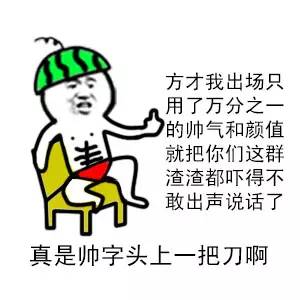 方才我出场只
用了万分之一
的帅气和颜值
就把你们这群
渣渣都吓得不
敢出声说话了
真是帅字头上一把刀啊